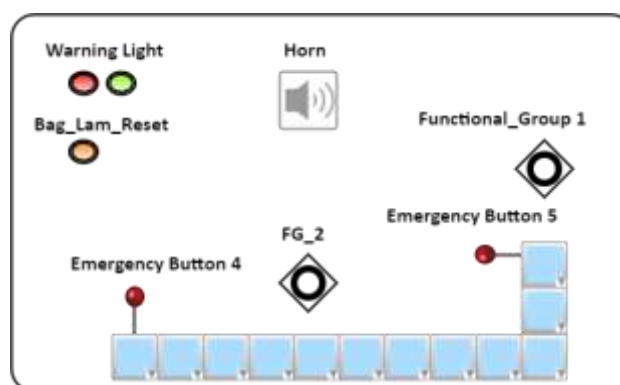 Warning Light
Horn
Bag_Lam_Reset
Functional_Group 1
Emergency Button 5
FG_2
Emergency Button 4